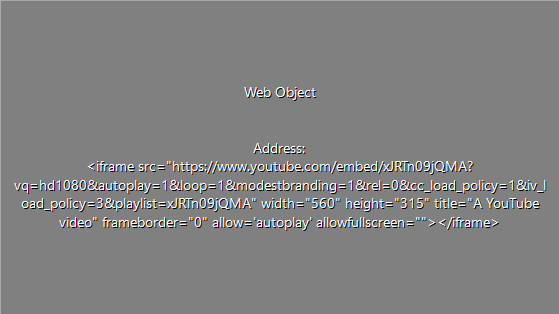 Web Object
Address:
<iframe src="https://www.youtube.com/embed/xJRTn09jQMA?
vq=hd1080&autoplay=1&loop=1&modestbranding=1&rel=0&cc_load_policy=1&iv_l
oad_policy=3&playlist=xJRTn09jQMA" width="560" height="315" title="A YouTube
video" frameborder="0" allow='autoplay' allowfullscreen=""></iframe>